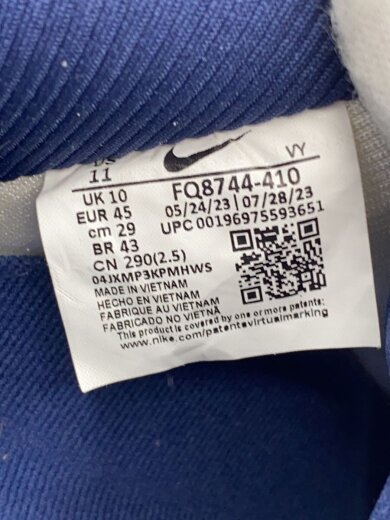 US
11
VY
UK 10
EUR 45
cm 29
BR 43
CN 290(2.5)
FQ8744-410
05/24/23 | 07/28/23
UPC 00196975593651
04JXMP3KPMHWS
MADE IN VIETNAM
HECHO EN VIETNAM
FABRIQUE AU VIETNAM
FABRICADO NO VIETNÃ
This product is covered by one or more patents:
www.nike.com/patentsvirtualmarking